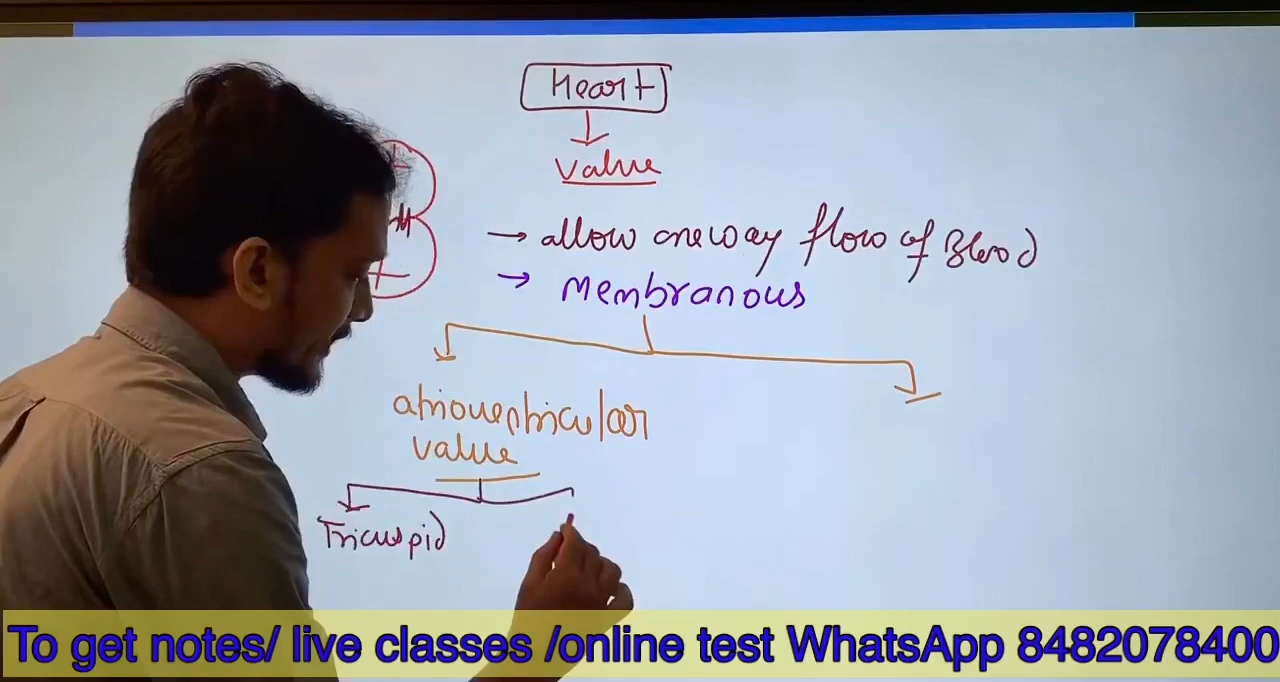 Heart
Value
→ allow oneway flow of Blood
→ Membranous
atrioventricular
value
Tricuspid
To get notes/ live classes /online test WhatsApp 8482078400